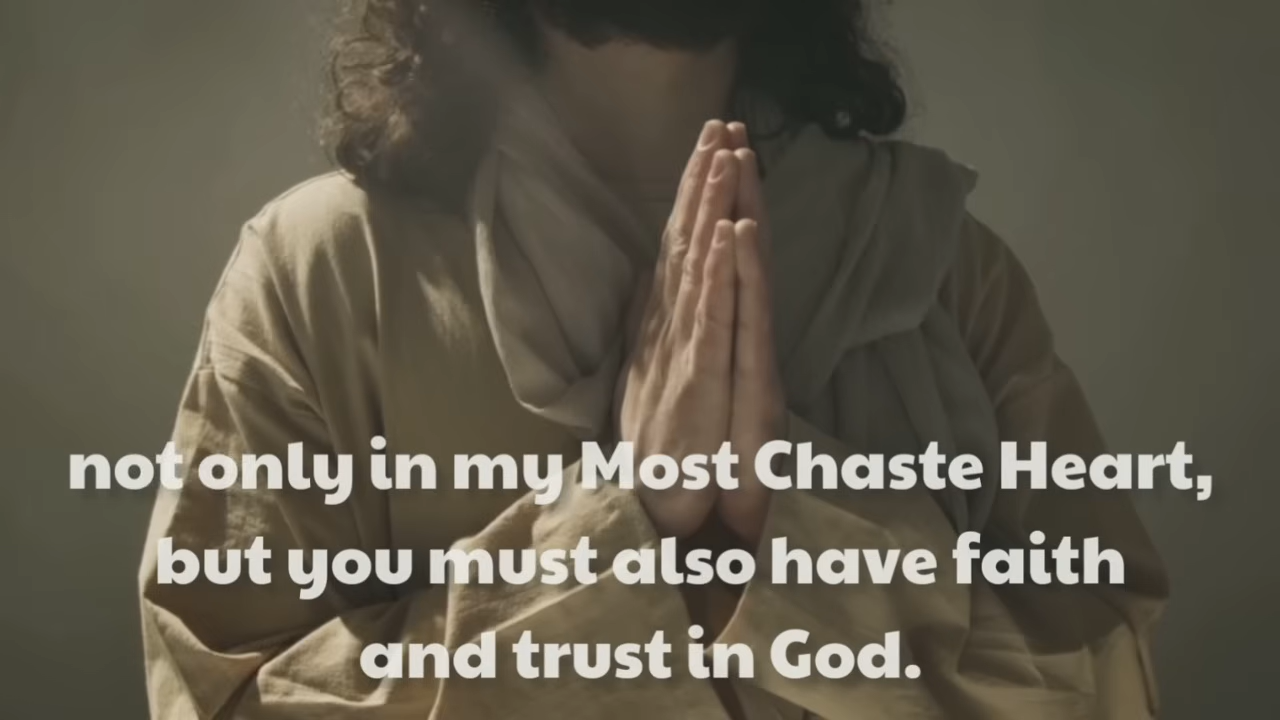 not only in my Most Chaste Heart,
but you must also have faith
and trust in God.